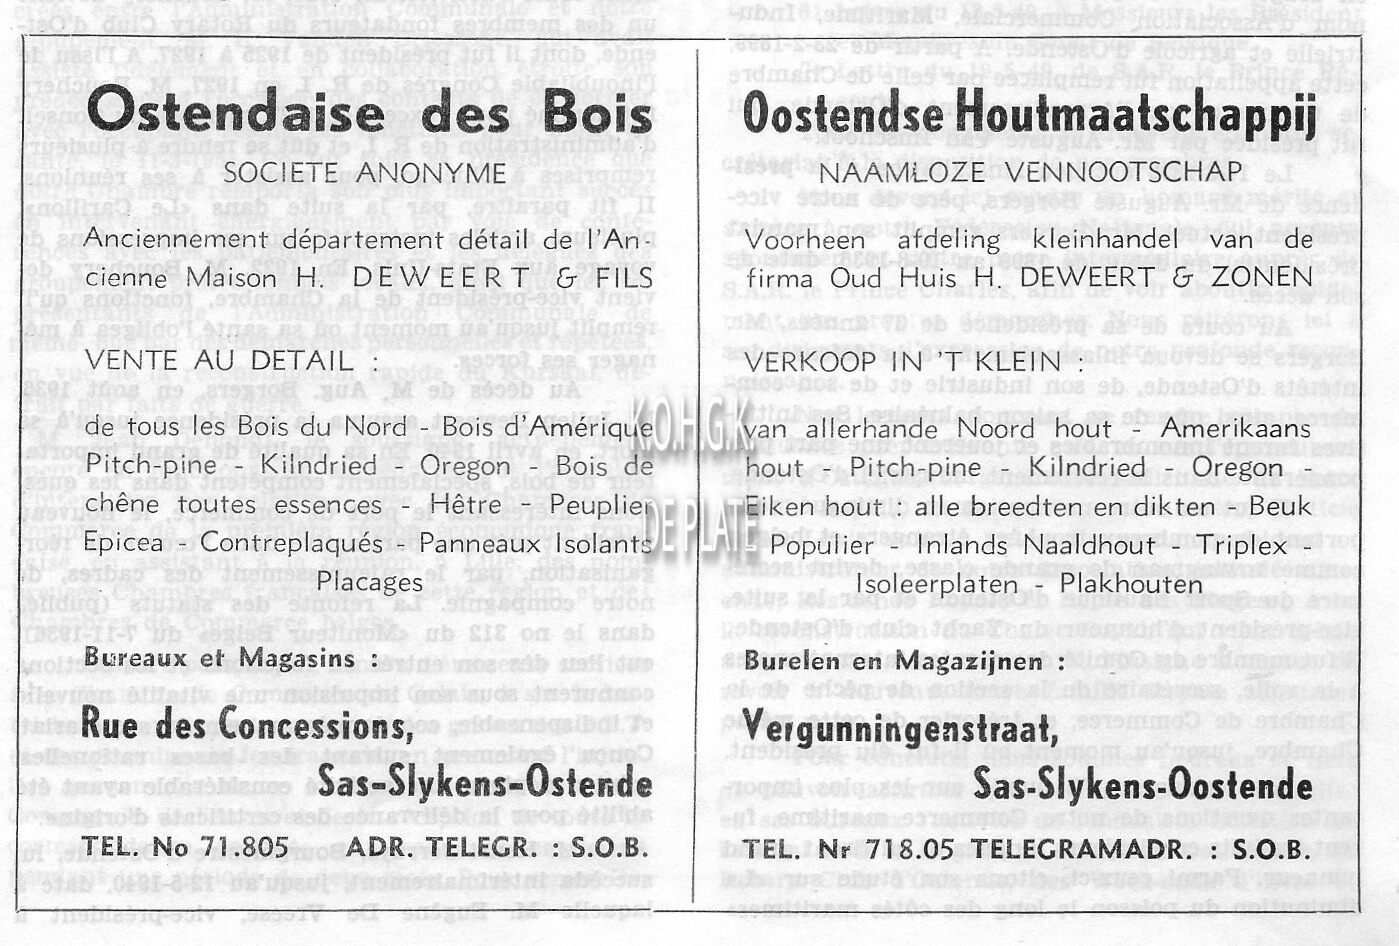 Ostendaise des Bois
SOCIETE ANONYME
Anciennement département détail de l'An-
cienne Maison H. DEWEERT & FILS
VENTE AU DETAIL :
de tous les Bois du Nord - Bois d'Amérique
Pitch-pine - Kilndried - Oregon - Bois de
chêne toutes essences - Hêtre - Peuplier
Epicea - Contreplaqués - Panneaux Isolants
Placages
Bureaux et Magasins :
Rue des Concessions,
Sas-Slykens-Ostende
TEL. No 71.805 ADR. TELEGR. : S.O.B.
Oostendse Houtmaatschappij
NAAMLOZE VENNOOTSCHAP
Voorheen afdeling kleinhandel van de
firma Oud Huis H. DEWEERT & ZONEN
VERKOOP IN 'T KLEIN :
van allerhande Noord hout - Amerikaans
hout - Pitch-pine - Kilndried - Oregon -
Eiken hout : alle breedten en dikten - Beuk
- Populier - Inlands Naaldhout - Triplex -
Isoleerplaten - Plakhouten
Burelen en Magazijnen :
Vergunningenstraat,
Sas-Slykens-Oostende
TEL. Nr 718.05 TELEGRAMADR. : S.O.B.
K.O.H.G.K.
DE PLATE